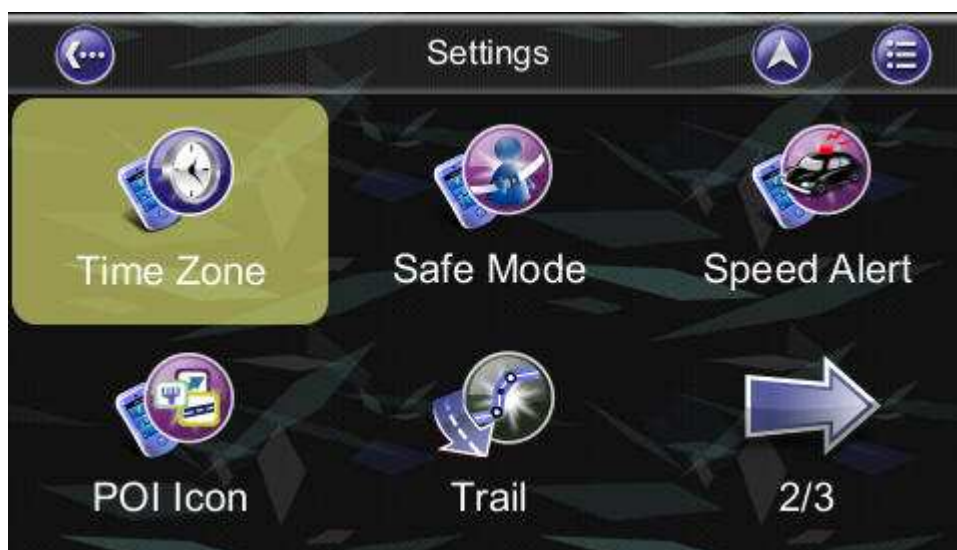 Settings
Time Zone
Safe Mode
Speed Alert
POI Icon
Trail
2/3